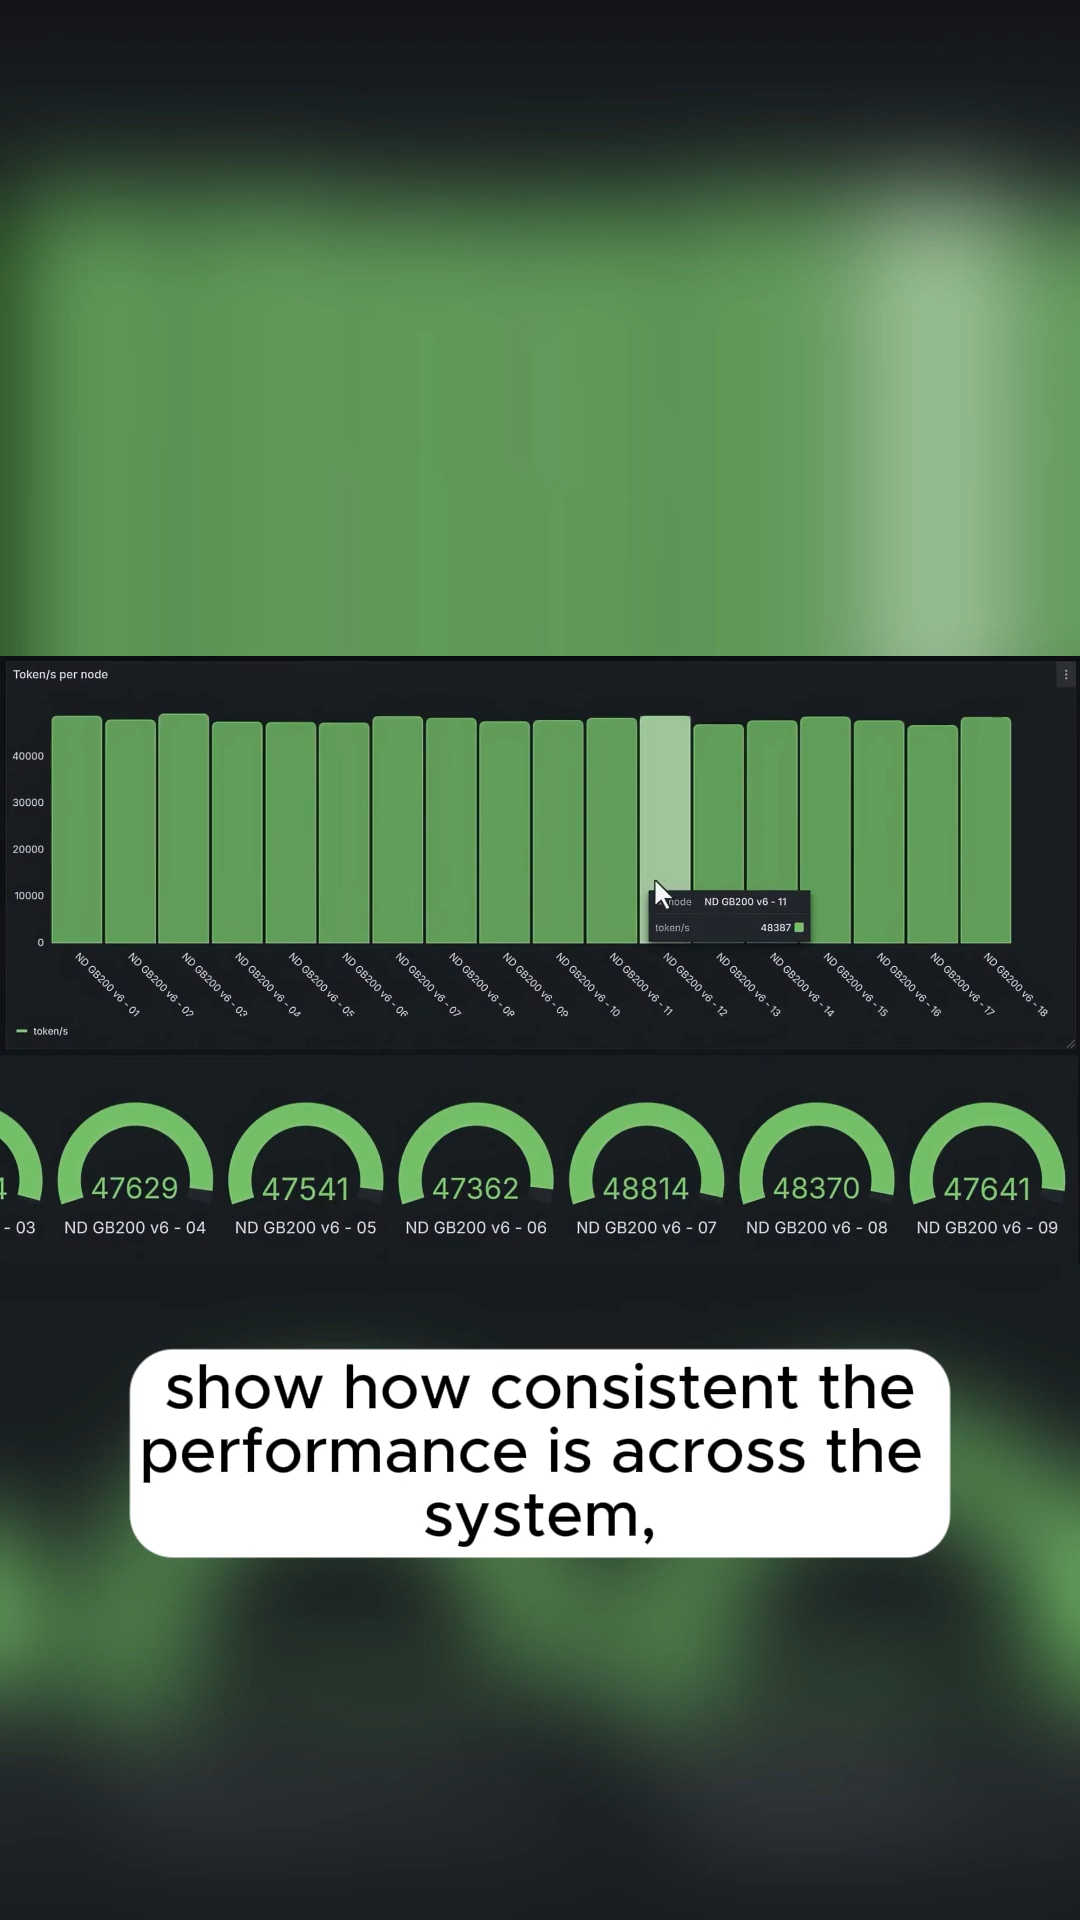 Token/s per node
40000
30000
20000
10000
0
node ND GB200 v6 - 11
token/s 48387
ND GB200 v6 - 01
ND GB200 v6 - 02
ND GB200 v6 - 03
ND GB200 v6 - 04
ND GB200 v6 - 05
ND GB200 v6 - 06
ND GB200 v6 - 07
ND GB200 v6 - 08
ND GB200 v6 - 09
ND GB200 v6 - 10
ND GB200 v6 - 11
ND GB200 v6 - 12
ND GB200 v6 - 13
ND GB200 v6 - 14
ND GB200 v6 - 15
ND GB200 v6 - 16
ND GB200 v6 - 17
ND GB200 v6 - 18
token/s
4 47629 47541 47362 48814 48370 47641
- 03 ND GB200 v6 - 04 ND GB200 v6 - 05 ND GB200 v6 - 06 ND GB200 v6 - 07 ND GB200 v6 - 08 ND GB200 v6 - 09
show how consistent the
performance is across the
system,